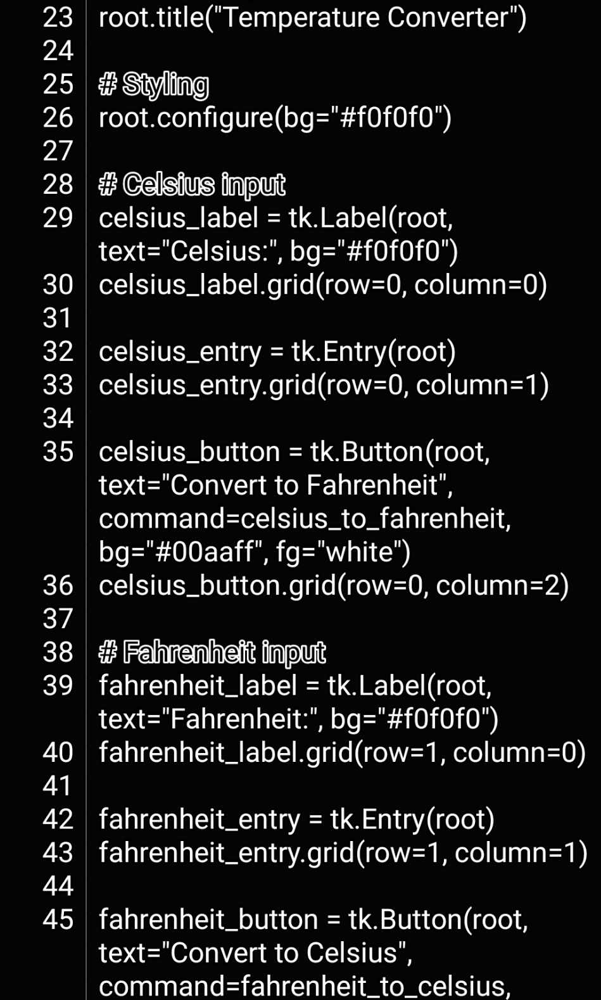 23 root.title("Temperature Converter")
24
25 # Styling
26 root.configure(bg="#f0f0f0")
27
28 # Celsius input
29 celsius_label = tk.Label(root,
text="Celsius:", bg="#f0f0f0")
30 celsius_label.grid(row=0, column=0)
31
32 celsius_entry = tk.Entry(root)
33 celsius_entry.grid(row=0, column=1)
34
35 celsius_button = tk.Button(root,
text="Convert to Fahrenheit",
command=celsius_to_fahrenheit,
bg="#00aaff", fg="white")
36 celsius_button.grid(row=0, column=2)
37
38 # Fahrenheit input
39 fahrenheit_label = tk.Label(root,
text="Fahrenheit:", bg="#f0f0f0")
40 fahrenheit_label.grid(row=1, column=0)
41
42 fahrenheit_entry = tk.Entry(root)
43 fahrenheit_entry.grid(row=1, column=1)
44
45 fahrenheit_button = tk.Button(root,
text="Convert to Celsius",
command=fahrenheit_to_celsius,